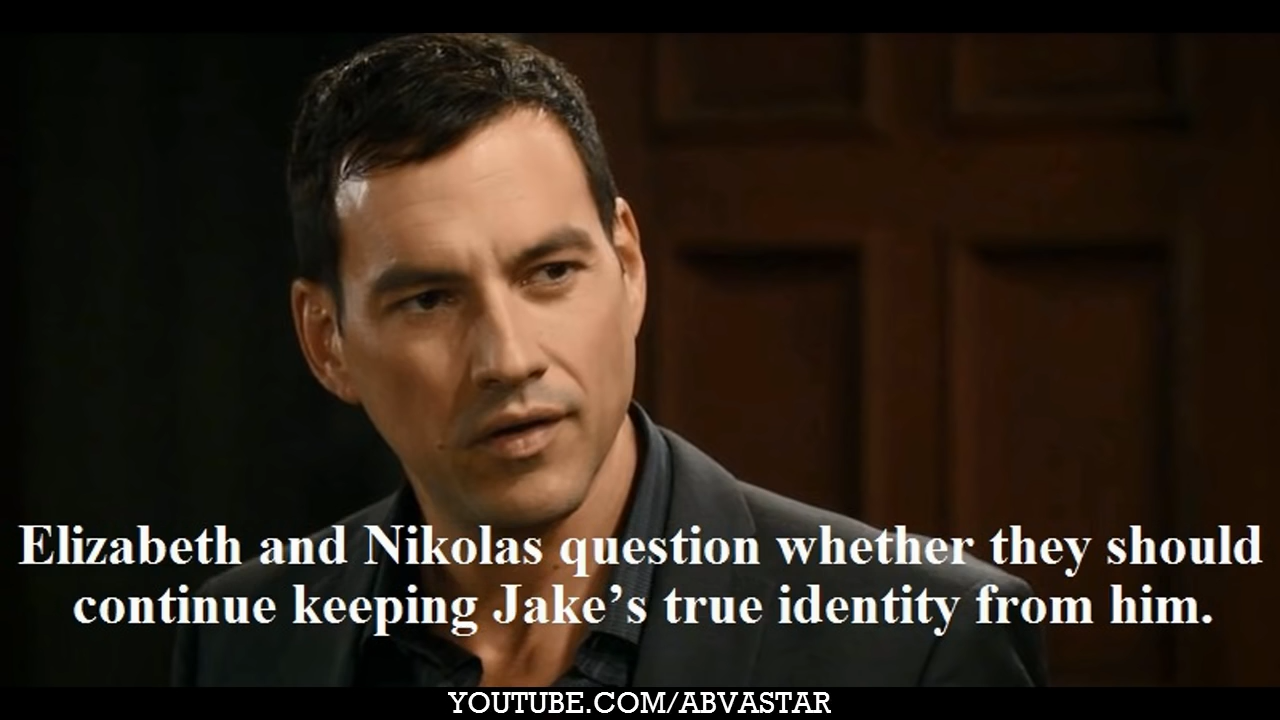 Elizabeth and Nikolas question whether they should
continue keeping Jake’s true identity from him.
YOUTUBE.COM/ABVASTAR